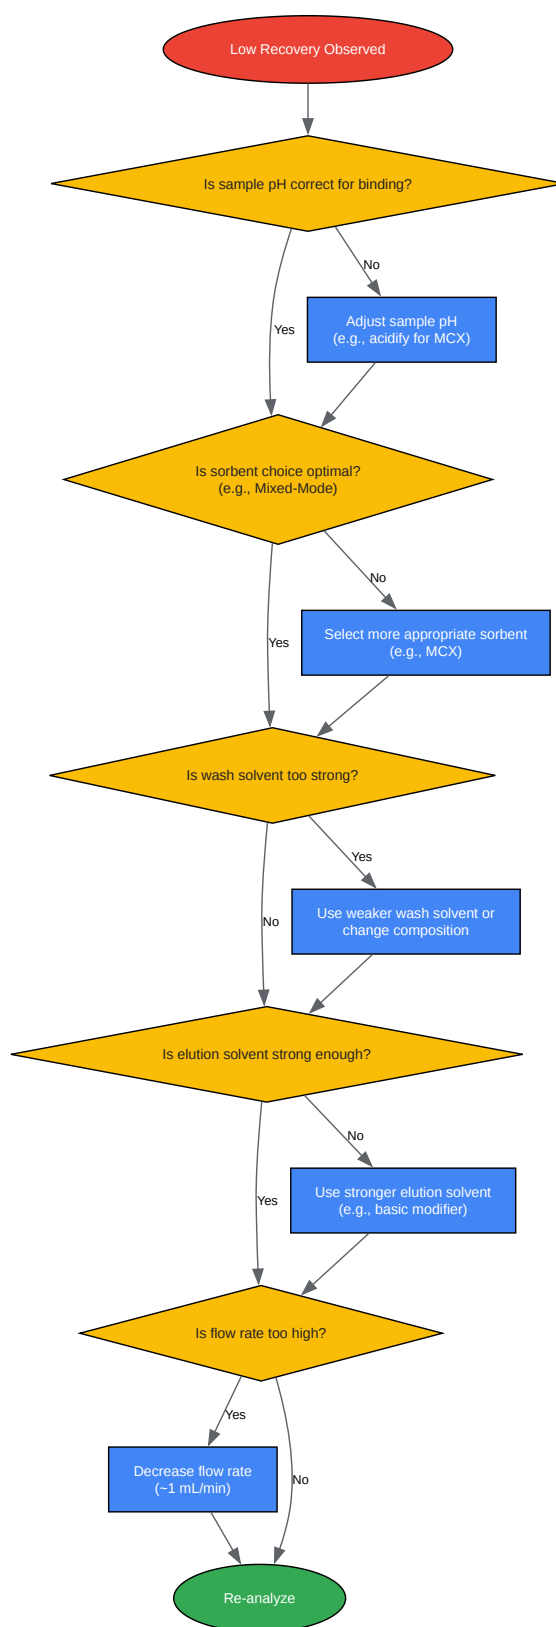 Low Recovery Observed
Is sample pH correct for binding?
No
Adjust sample pH
(e.g., acidify for MCX)
Yes
Is sorbent choice optimal?
(e.g., Mixed-Mode)
No
Select more appropriate sorbent
(e.g., MCX)
Yes
Is wash solvent too strong?
Yes
Use weaker wash solvent or
change composition
No
Is elution solvent strong enough?
No
Use stronger elution solvent
(e.g., basic modifier)
Yes
Is flow rate too high?
Yes
Decrease flow rate
(~1 mL/min)
No
Re-analyze